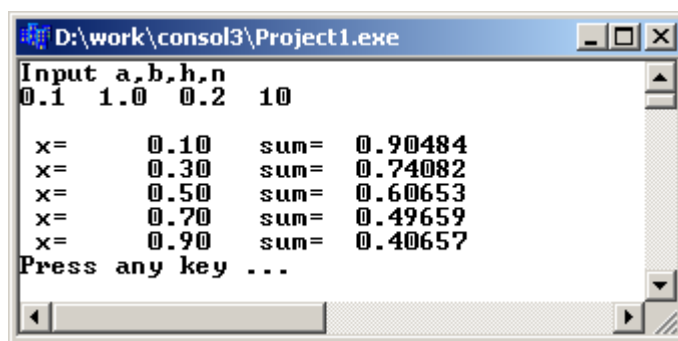 D:\work\consol3\Project1.exe
Input a,b,h,n
0.1 1.0 0.2 10
x= 0.10 sum= 0.90484
x= 0.30 sum= 0.74082
x= 0.50 sum= 0.60653
x= 0.70 sum= 0.49659
x= 0.90 sum= 0.40657
Press any key ...